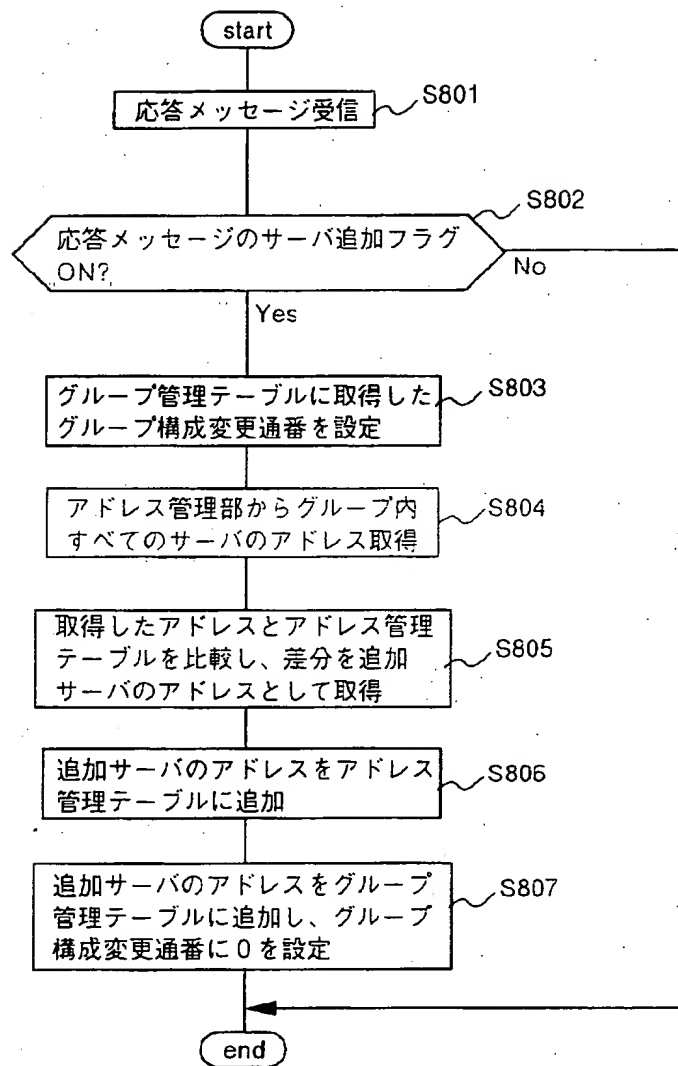 start
応答メッセージ受信
S801
応答メッセージのサーバ追加フラグ
ON?
S802
No
Yes
グループ管理テーブルに取得した
グループ構成変更通番を設定
S803
アドレス管理部からグループ内
すべてのサーバのアドレス取得
S804
取得したアドレスとアドレス管理
テーブルを比較し、差分を追加
サーバのアドレスとして取得
S805
追加サーバのアドレスをアドレス
管理テーブルに追加
S806
追加サーバのアドレスをグループ
管理テーブルに追加し、グループ
構成変更通番に0を設定
S807
end